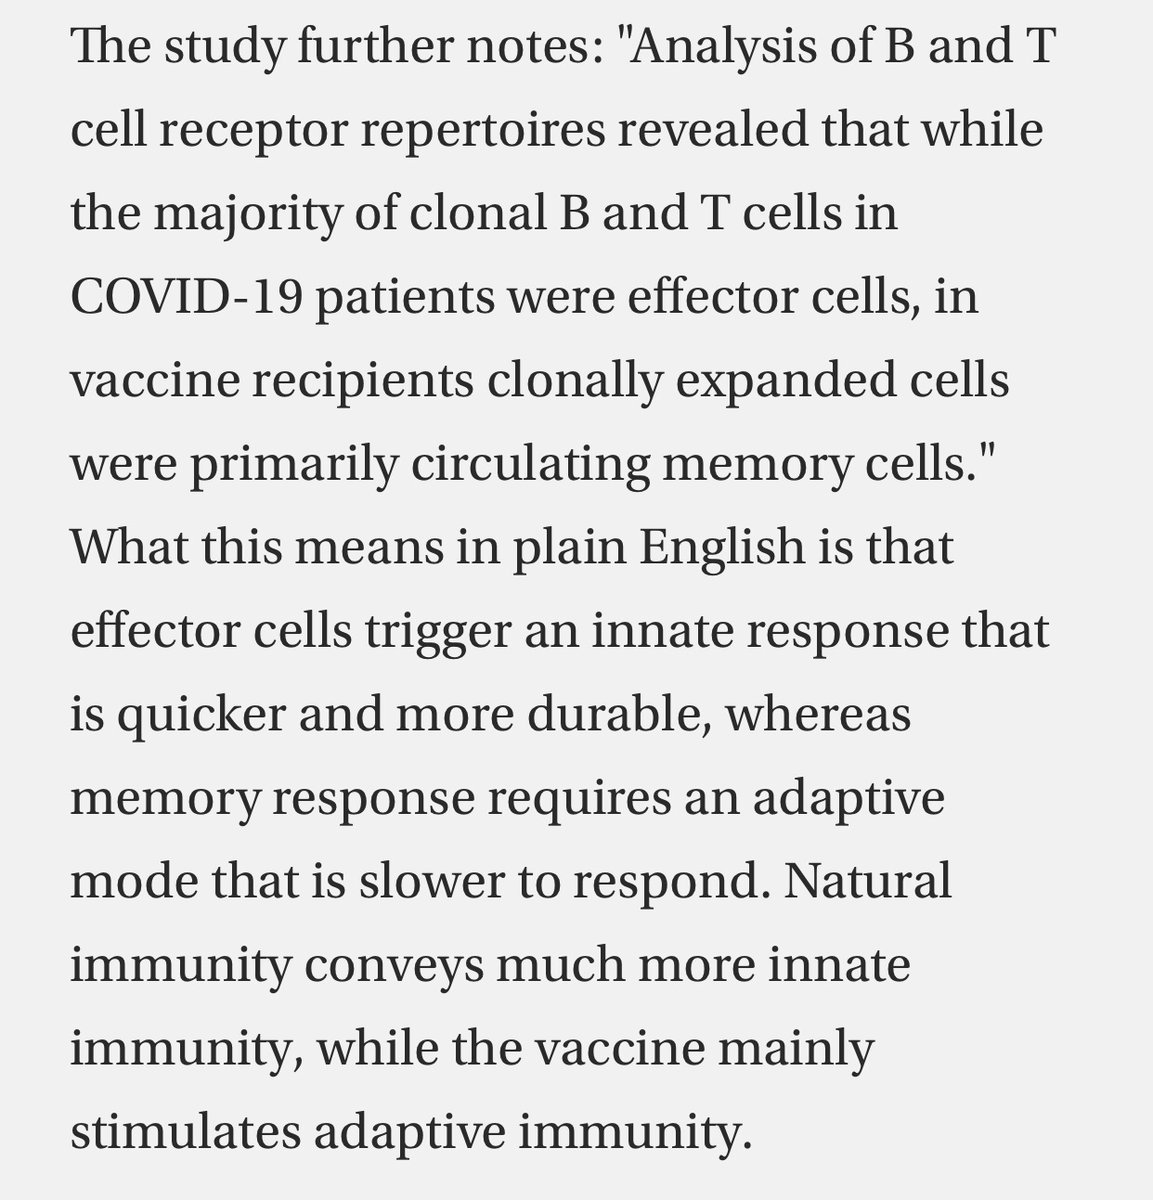 The study further notes: "Analysis of B and T
cell receptor repertoires revealed that while
the majority of clonal B and T cells in
COVID-19 patients were effector cells, in
vaccine recipients clonally expanded cells
were primarily circulating memory cells."
What this means in plain English is that
effector cells trigger an innate response that
is quicker and more durable, whereas
memory response requires an adaptive
mode that is slower to respond. Natural
immunity conveys much more innate
immunity, while the vaccine mainly
stimulates adaptive immunity.